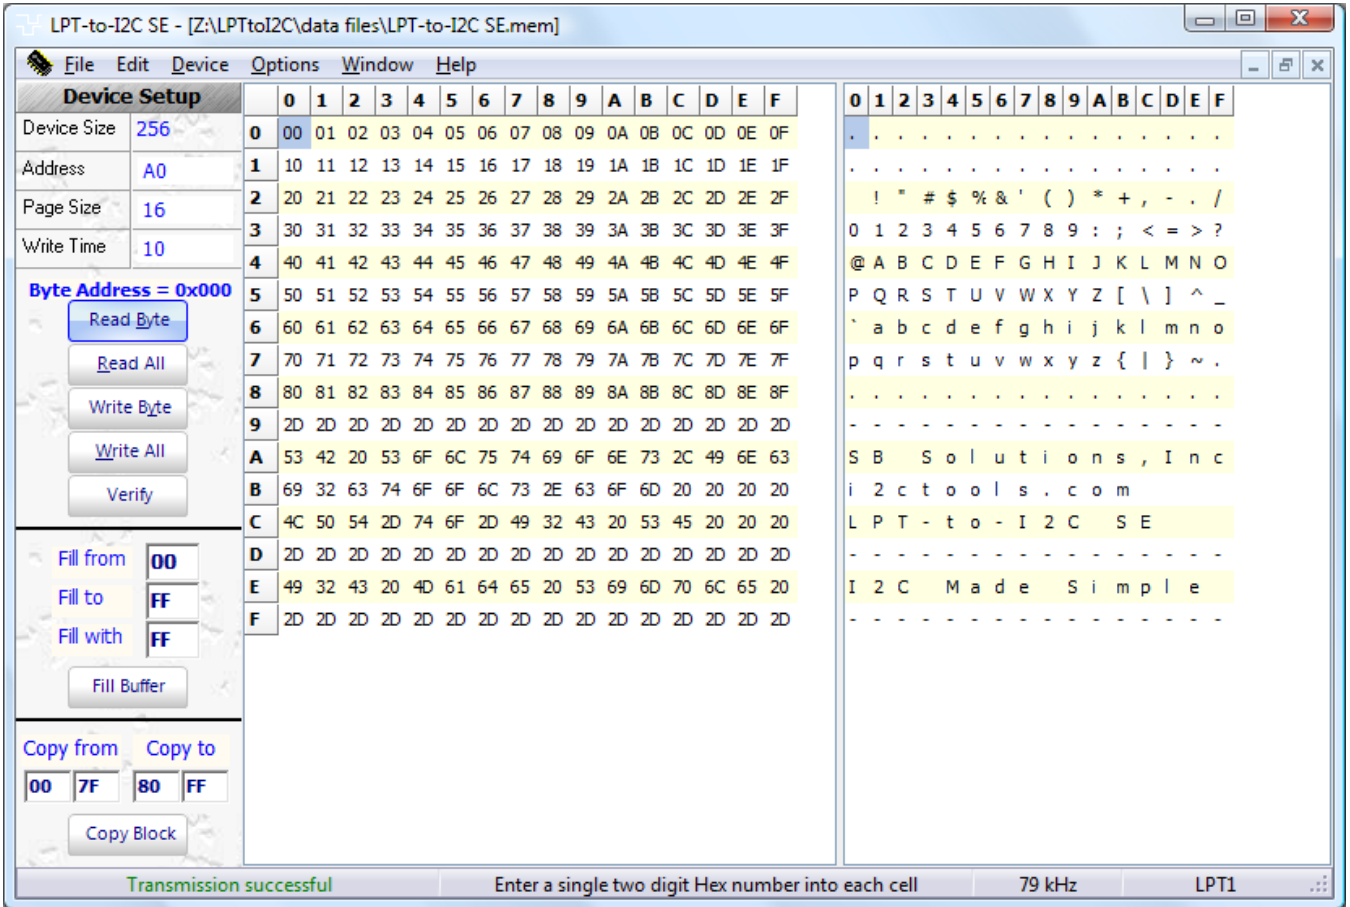 LPT-to-I2C SE - [Z:\LPTtoI2C\data files\LPT-to-I2C SE.mem]
File Edit Device Options Window Help
Device Setup
Device Size 256
Address A0
Page Size 16
Write Time 10
Byte Address = 0x000
Read Byte
Read All
Write Byte
Write All
Verify
Fill from 00
Fill to FF
Fill with FF
Fill Buffer
Copy from Copy to
00 7F 80 FF
Copy Block
0 1 2 3 4 5 6 7 8 9 A B C D E F
0 00 01 02 03 04 05 06 07 08 09 0A 0B 0C 0D 0E 0F
1 10 11 12 13 14 15 16 17 18 19 1A 1B 1C 1D 1E 1F
2 20 21 22 23 24 25 26 27 28 29 2A 2B 2C 2D 2E 2F
3 30 31 32 33 34 35 36 37 38 39 3A 3B 3C 3D 3E 3F
4 40 41 42 43 44 45 46 47 48 49 4A 4B 4C 4D 4E 4F
5 50 51 52 53 54 55 56 57 58 59 5A 5B 5C 5D 5E 5F
6 60 61 62 63 64 65 66 67 68 69 6A 6B 6C 6D 6E 6F
7 70 71 72 73 74 75 76 77 78 79 7A 7B 7C 7D 7E 7F
8 80 81 82 83 84 85 86 87 88 89 8A 8B 8C 8D 8E 8F
9 2D 2D 2D 2D 2D 2D 2D 2D 2D 2D 2D 2D 2D 2D 2D 2D
A 53 42 20 53 6F 6C 75 74 69 6F 6E 73 2C 49 6E 63
B 69 32 63 74 6F 6F 6C 73 2E 63 6F 6D 20 20 20 20
C 4C 50 54 2D 74 6F 2D 49 32 43 20 53 45 20 20 20
D 2D 2D 2D 2D 2D 2D 2D 2D 2D 2D 2D 2D 2D 2D 2D 2D
E 49 32 43 20 4D 61 64 65 20 53 69 6D 70 6C 65 20
F 2D 2D 2D 2D 2D 2D 2D 2D 2D 2D 2D 2D 2D 2D 2D 2D
0 1 2 3 4 5 6 7 8 9 A B C D E F
. . . . . . . . . . . . . . . .
. . . . . . . . . . . . . . . .
! " # $ % & ' ( ) * + , - . /
0 1 2 3 4 5 6 7 8 9 : ; < = > ?
@ A B C D E F G H I J K L M N O
P Q R S T U V W X Y Z [ \ ] ^ _
` a b c d e f g h i j k l m n o
p q r s t u v w x y z { | } ~ .
. . . . . . . . . . . . . . . .
- - - - - - - - - - - - - - - -
S B   S o l u t i o n s , I n c
i 2 c t o o l s . c o m
L P T - t o - I 2 C   S E
- - - - - - - - - - - - - - - -
I 2 C   M a d e   S i m p l e
- - - - - - - - - - - - - - - -
Transmission successful Enter a single two digit Hex number into each cell 79 kHz LPT1